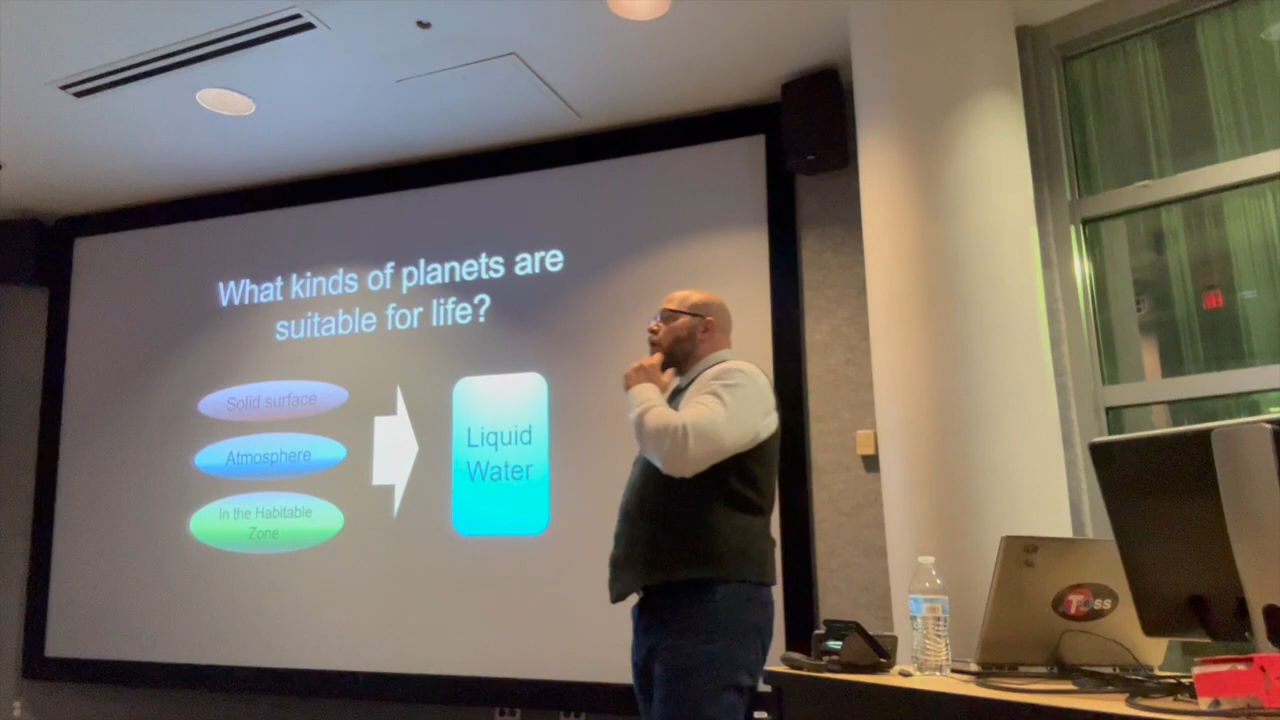 What kinds of planets are
suitable for life?
Solid surface
Atmosphere
In the Habitable
Zone
Liquid
Water